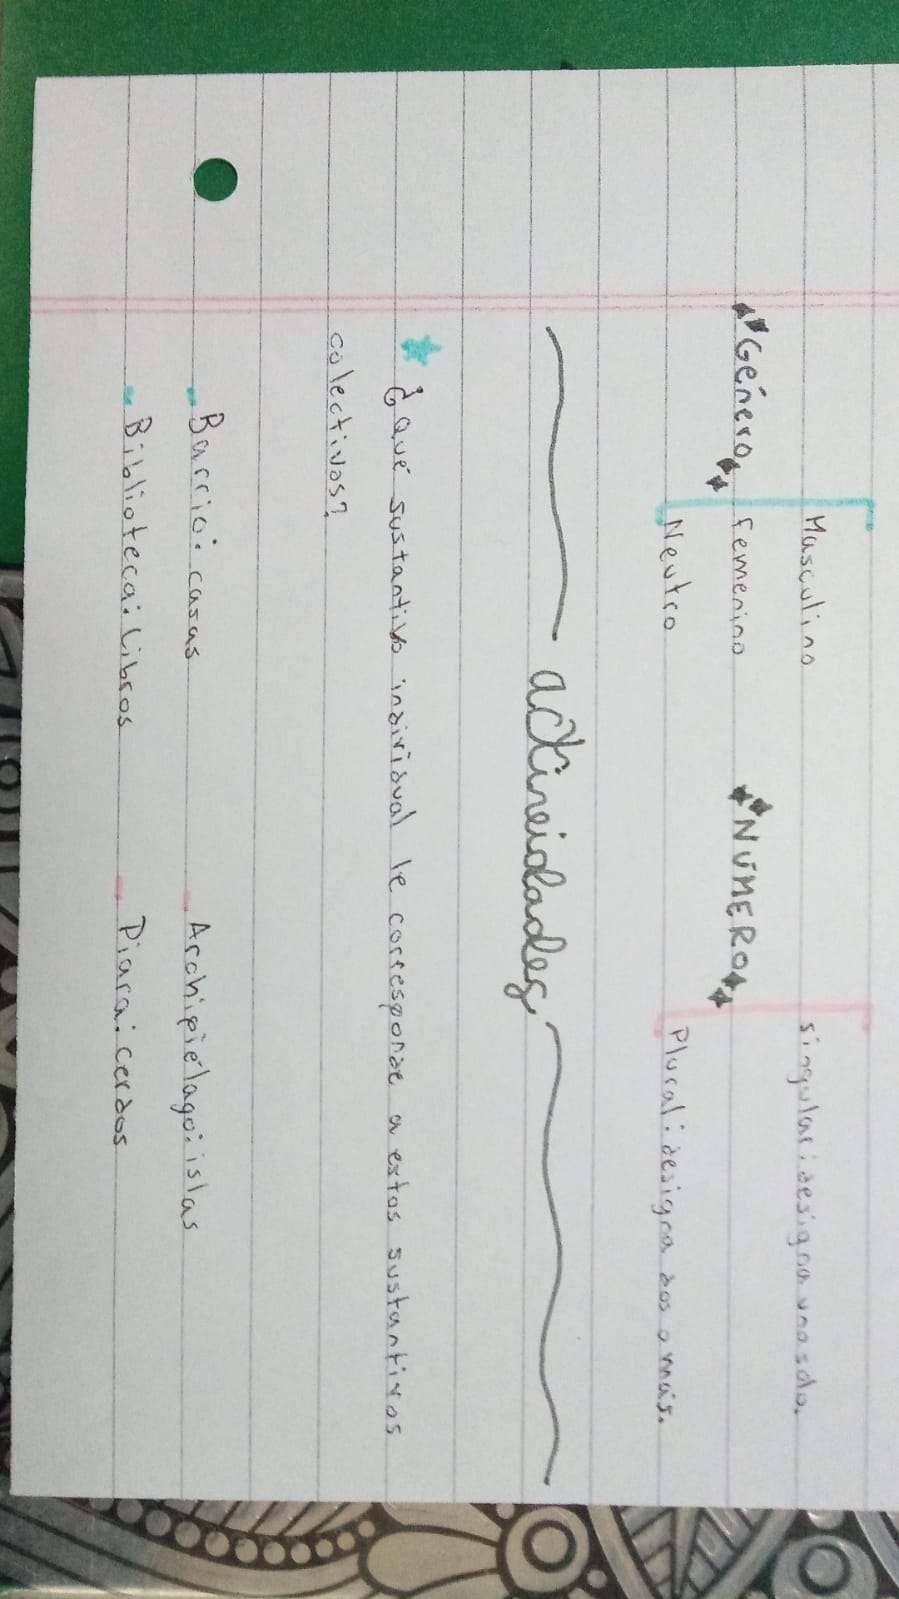 Masculino
Singular: designa uno solo.
"Género
femenino
NÚMERO
Neutro
Plural: designa dos o más.
actineidades
¿Qué sustantivo individual le corresponde a estos sustantivos
colectivos?
- Barrio: casas
- Archipiélago: islas
- Biblioteca: Libros
- Piara: cerdos